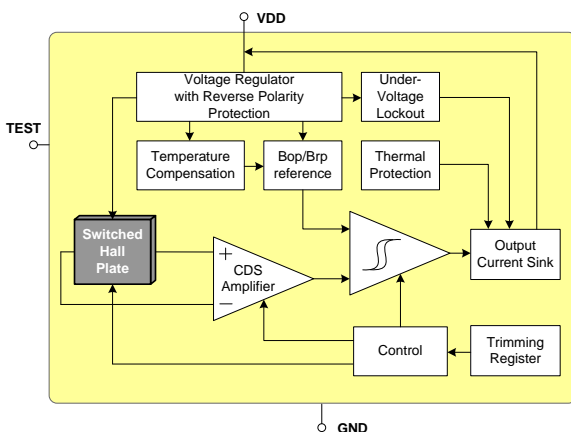 VDD
Voltage Regulator
with Reverse Polarity
Protection
Under-
Voltage
Lockout
TEST
Temperature
Compensation
Bop/Brp
reference
Thermal
Protection
Switched
Hall
Plate
+
CDS
Amplifier
−
Output
Current Sink
Control
Trimming
Register
GND